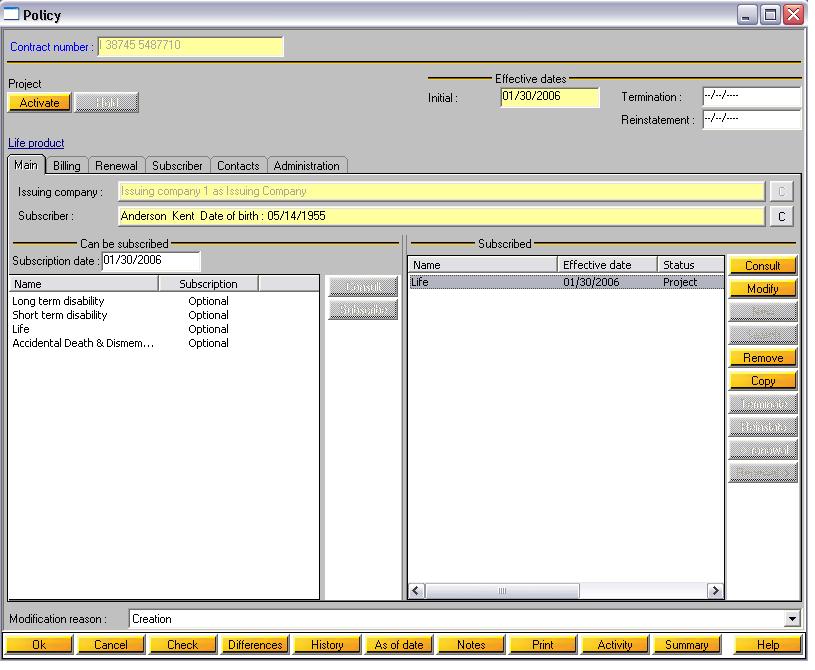 Policy
Contract number : I 38745 5487710
Project
Activate Hold
Effective dates
Initial : 01/30/2006 Termination : --/--/----
Reinstatement : --/--/----
Life product
Main Billing Renewal Subscriber Contacts Administration
Issuing company : Issuing company 1 as Issuing Company C
Subscriber : Anderson Kent Date of birth : 05/14/1955 C
Can be subscribed
Subscription date : 01/30/2006
Name Subscription
Long term disability Optional
Short term disability Optional
Life Optional
Accidental Death & Dismem... Optional
Consult
Subscribe
Subscribed
Name Effective date Status
Life 01/30/2006 Project
Consult
Modify
Remove
Copy
Terminate
Reinstate
Modification reason : Creation
Ok Cancel Check Differences History As of date Notes Print Activity Summary Help